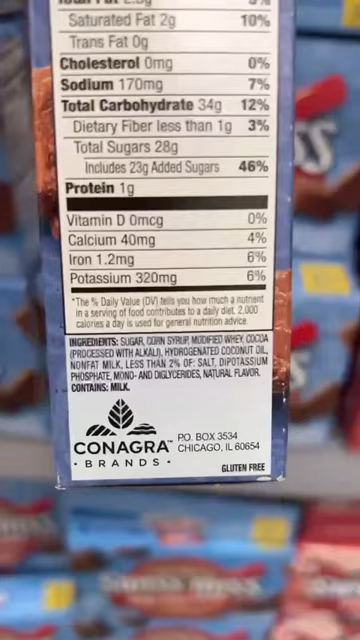 Saturated Fat 2g 10%
Trans Fat 0g
Cholesterol 0mg 0%
Sodium 170mg 7%
Total Carbohydrate 34g 12%
Dietary Fiber less than 1g 3%
Total Sugars 28g
Includes 23g Added Sugars 46%
Protein 1g
Vitamin D 0mcg 0%
Calcium 40mg 4%
Iron 1.2mg 6%
Potassium 320mg 6%
*The % Daily Value (DV) tells you how much a nutrient
in a serving of food contributes to a daily diet. 2,000
calories a day is used for general nutrition advice.
INGREDIENTS: SUGAR, CORN SYRUP, MODIFIED WHEY, COCOA
(PROCESSED WITH ALKALI), HYDROGENATED COCONUT OIL,
NONFAT MILK, LESS THAN 2% OF: SALT, DIPOTASSIUM
PHOSPHATE, MONO- AND DIGLYCERIDES, NATURAL FLAVOR.
CONTAINS: MILK.
CONAGRA™
• BRANDS •
P.O. BOX 3534
CHICAGO, IL 60654
GLUTEN FREE